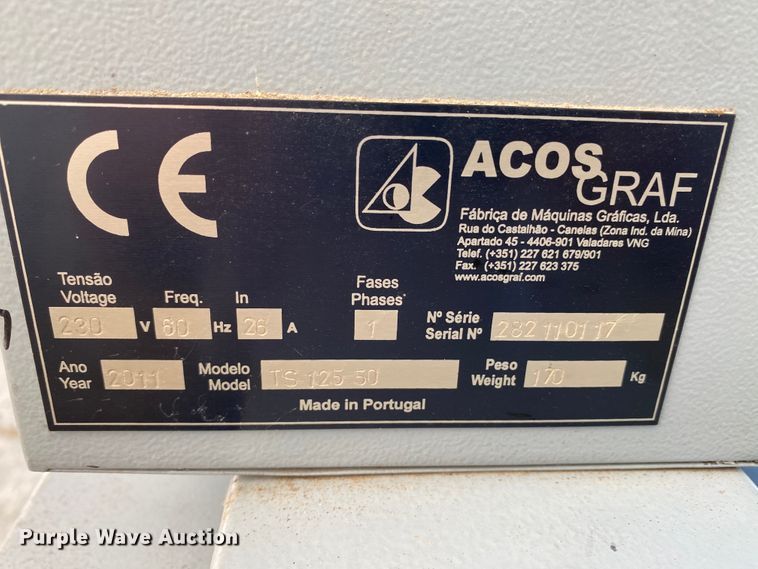 CE
ACOS
GRAF
Fábriça de Máquinas Gráficas, Lda.
Rua do Castalhão - Canelas (Zona Ind. da Mina)
Apartado 45 - 4406-901 Valadares VNG
Telef. (+351) 227 621 679/901
Fax. (+351) 227 623 375
www.acosgraf.com
Tensão
Voltage 230 V Freq. 60 Hz In 26 A Fases
Phases 1 Nº Série
Serial Nº 282110117
Ano
Year 2011 Modelo
Model TS 125-50 Peso
Weight 170 Kg
Made in Portugal
Purple Wave Auction